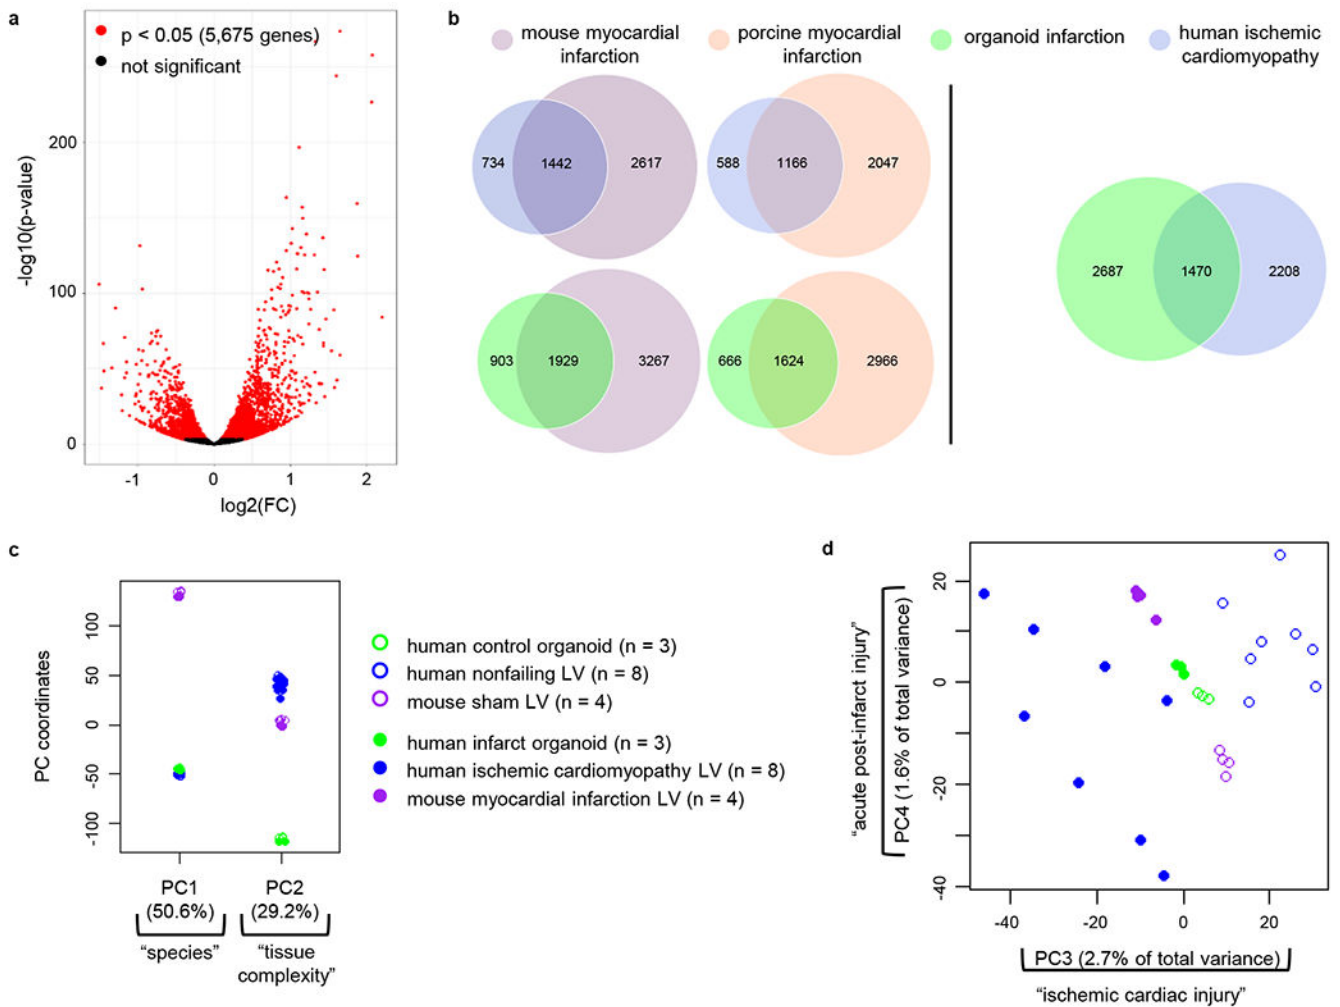 a
p < 0.05 (5,675 genes)
not significant
-log10(p-value)
200
100
0
-1
0
1
2
log2(FC)
b
mouse myocardial
infarction
porcine myocardial
infarction
organoid infarction
human ischemic
cardiomyopathy
734
1442
2617
588
1166
2047
903
1929
3267
666
1624
2966
2687
1470
2208
c
PC coordinates
100
50
0
-50
-100
PC1
(50.6%)
"species"
PC2
(29.2%)
"tissue
complexity"
human control organoid (n = 3)
human nonfailing LV (n = 8)
mouse sham LV (n = 4)
human infarct organoid (n = 3)
human ischemic cardiomyopathy LV (n = 8)
mouse myocardial infarction LV (n = 4)
d
"acute post-infarct injury"
PC4 (1.6% of total variance)
20
0
-20
-40
-40
-20
0
20
PC3 (2.7% of total variance)
"ischemic cardiac injury"